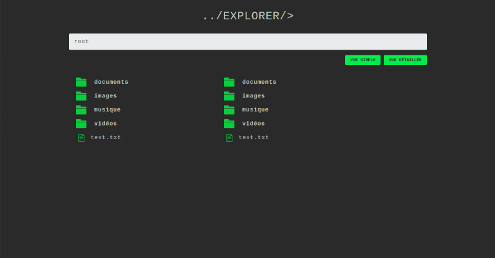 ../EXPLORER/>
root
VUE SIMPLE VUE DÉTAILLÉE
documents documents
images images
musique musique
vidéos vidéos
test.txt test.txt